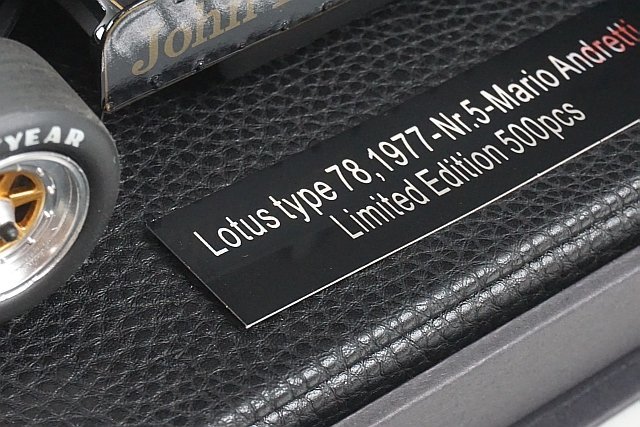 John
YEAR
Lotus type 78,1977-Nr.5-Mario Andretti
Limited Edition 500pcs